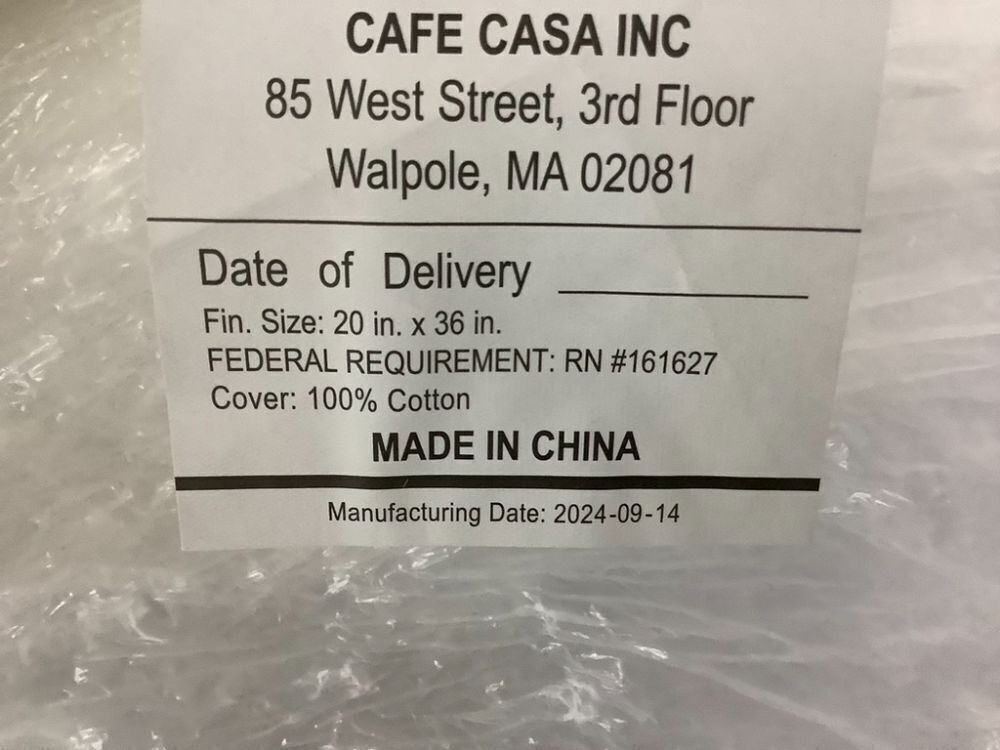 CAFE CASA INC
85 West Street, 3rd Floor
Walpole, MA 02081
Date of Delivery
Fin. Size: 20 in. x 36 in.
FEDERAL REQUIREMENT: RN #161627
Cover: 100% Cotton
MADE IN CHINA
Manufacturing Date: 2024-09-14